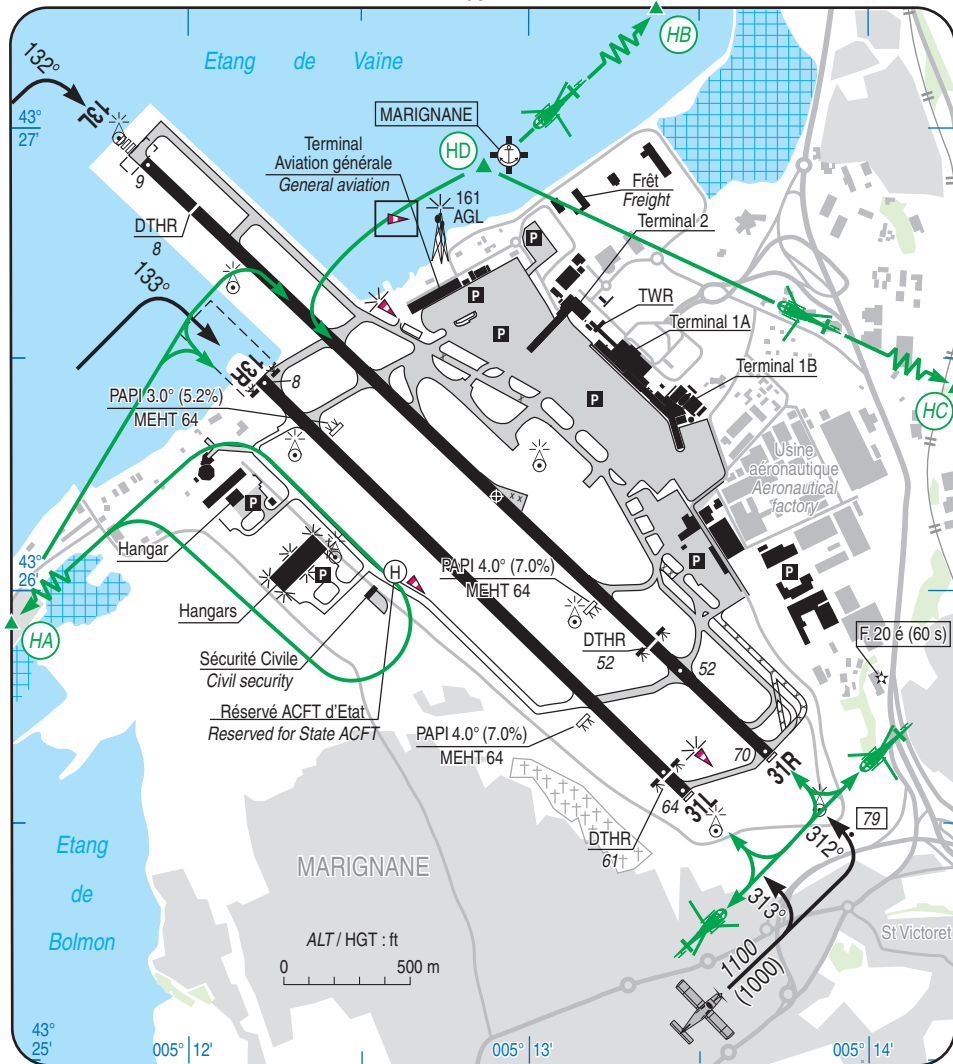 HB
132°
Etang de Vaïne
13L
43°
27'
MARIGNANE
HD
Terminal
Aviation générale
General aviation
161
AGL
Frêt
Freight
Terminal 2
P
9
DTHR
8
P
TWR
133°
P
Terminal 1A
Terminal 1B
13R
8
PAPI 3.0° (5.2%)
MEHT 64
P
HC
Usine
aéronautique
Aeronautical
factory
P
x x
Hangar
43°
26'
H
PAPI 4.0° (7.0%)
MEHT 64
P
P
P
HA
Hangars
DTHR
52
F. 20 é (60 s)
Sécurité Civile
Civil security
52
Réservé ACFT d'Etat
Reserved for State ACFT
PAPI 4.0° (7.0%)
MEHT 64
70
31R
64
31L
79
DTHR
61
312°
Etang
de
Bolmon
MARIGNANE
313°
St Victoret
ALT / HGT : ft
0 500 m
1100
(1000)
43°
25'
005° 12'
005° 13'
005° 14'